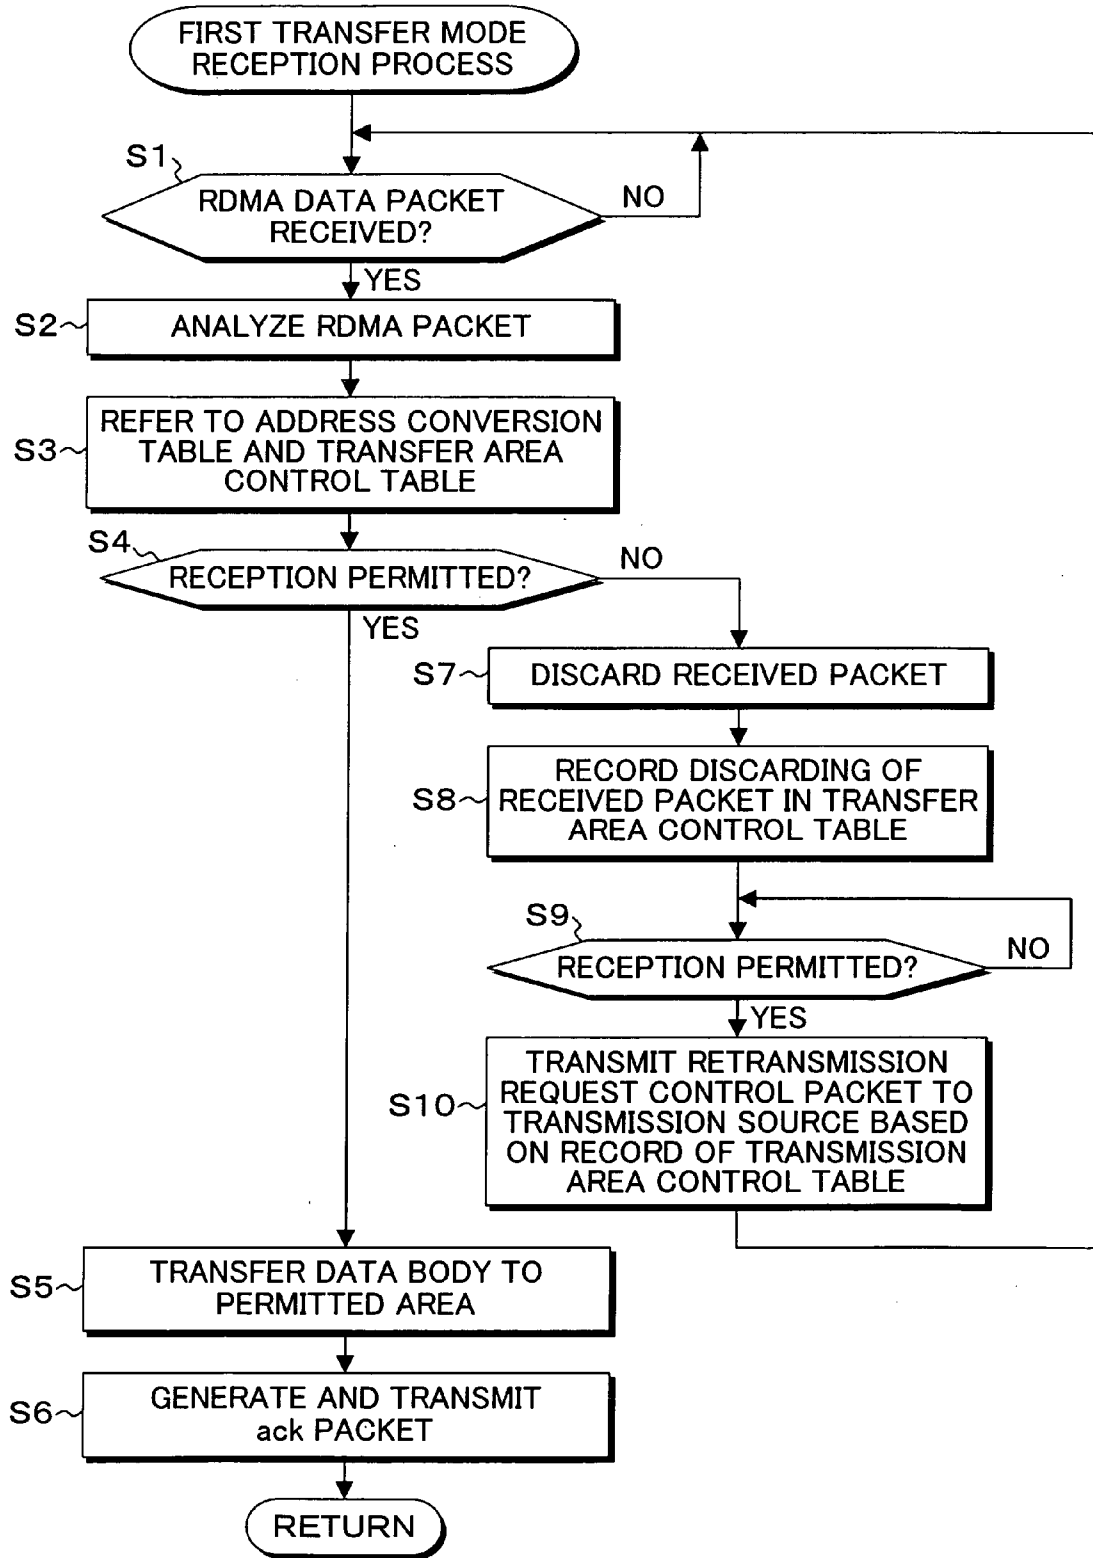 FIRST TRANSFER MODE
RECEPTION PROCESS
S1
RDMA DATA PACKET
RECEIVED?
NO
YES
S2
ANALYZE RDMA PACKET
S3
REFER TO ADDRESS CONVERSION
TABLE AND TRANSFER AREA
CONTROL TABLE
S4
RECEPTION PERMITTED?
NO
YES
S7
DISCARD RECEIVED PACKET
S8
RECORD DISCARDING OF
RECEIVED PACKET IN TRANSFER
AREA CONTROL TABLE
S9
RECEPTION PERMITTED?
NO
YES
S10
TRANSMIT RETRANSMISSION
REQUEST CONTROL PACKET TO
TRANSMISSION SOURCE BASED
ON RECORD OF TRANSMISSION
AREA CONTROL TABLE
S5
TRANSFER DATA BODY TO
PERMITTED AREA
S6
GENERATE AND TRANSMIT
ack PACKET
RETURN